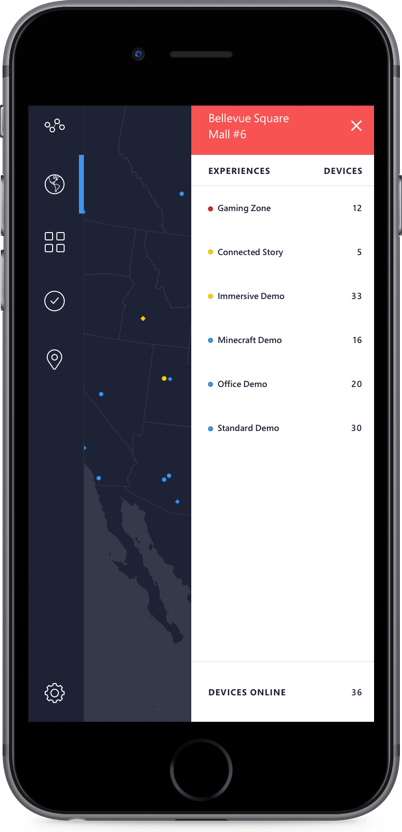 Bellevue Square
Mall #6
EXPERIENCES DEVICES
Gaming Zone 12
Connected Story 5
Immersive Demo 33
Minecraft Demo 16
Office Demo 20
Standard Demo 30
DEVICES ONLINE 36